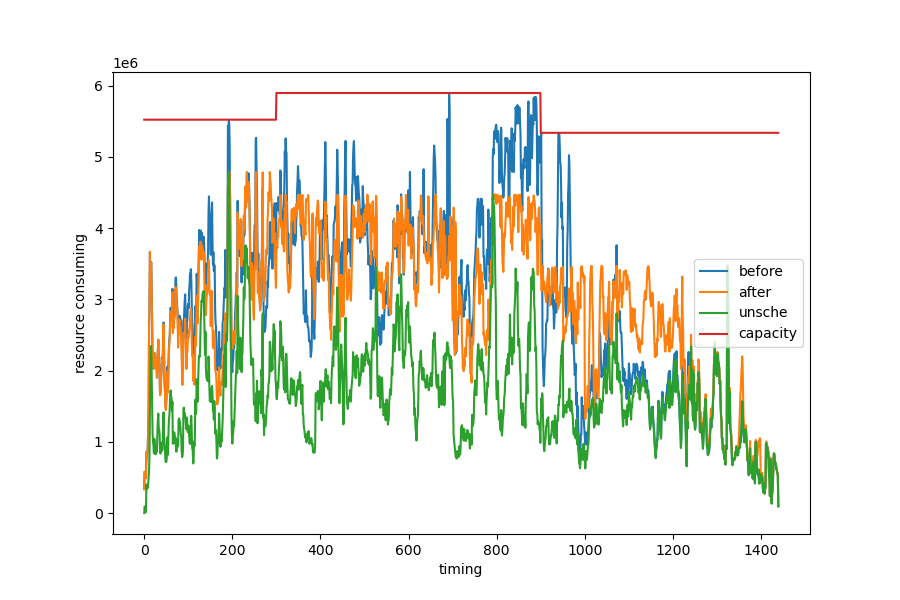 1e6
6
5
4
3
2
1
0
resource consuming
before
after
unsche
capacity
0 200 400 600 800 1000 1200 1400
timing